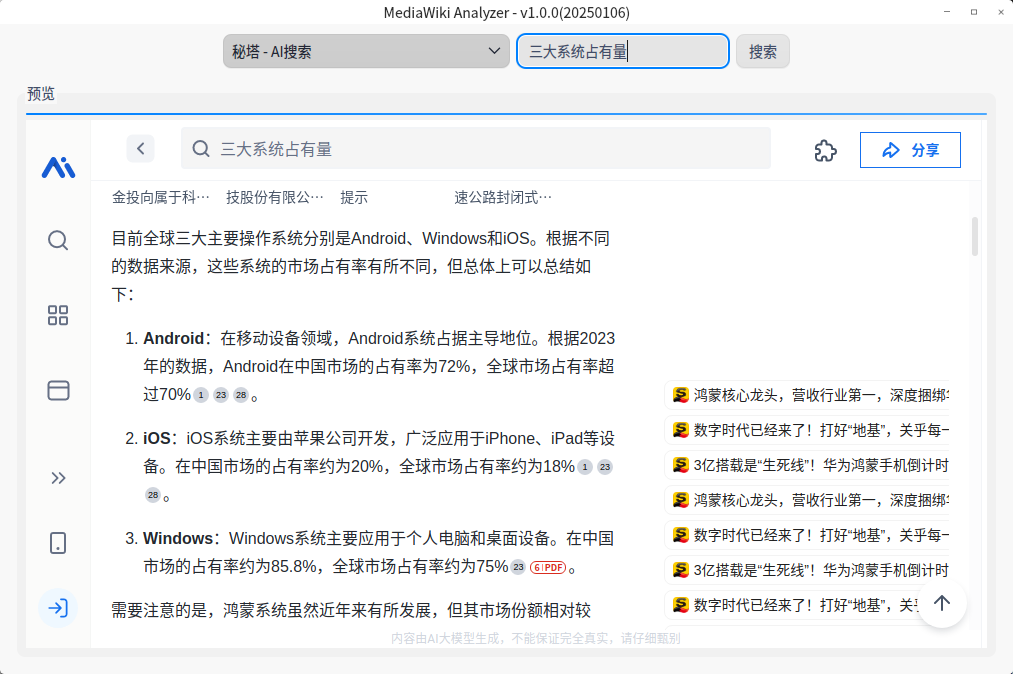 MediaWiki Analyzer - v1.0.0(20250106)
秘塔 - AI搜索
三大系统占有量
搜索
预览
三大系统占有量
分享
金投向属于科… 技股份有限公… 提示 速公路封闭式…
目前全球三大主要操作系统分别是Android、Windows和iOS。根据不同
的数据来源，这些系统的市场占有率有所不同，但总体上可以总结如
下：
1. Android：在移动设备领域，Android系统占据主导地位。根据2023
年的数据，Android在中国市场的占有率为72%，全球市场占有率超
过70% 1 23 28 。
2. iOS：iOS系统主要由苹果公司开发，广泛应用于iPhone、iPad等设
备。在中国市场的占有率约为20%，全球市场占有率约为18% 1 23
28 。
3. Windows：Windows系统主要应用于个人电脑和桌面设备。在中国
市场的占有率约为85.8%，全球市场占有率约为75% 23 6|PDF 。
需要注意的是，鸿蒙系统虽然近年来有所发展，但其市场份额相对较
鸿蒙核心龙头，营收行业第一，深度捆绑
数字时代已经来了！打好“地基”，关乎每一
3亿搭载是“生死线”！华为鸿蒙手机倒计时
鸿蒙核心龙头，营收行业第一，深度捆绑
数字时代已经来了！打好“地基”，关乎每一
3亿搭载是“生死线”！华为鸿蒙手机倒计时
数字时代已经来了！打好“地基”，关
内容由AI大模型生成，不能保证完全真实，请仔细甄别